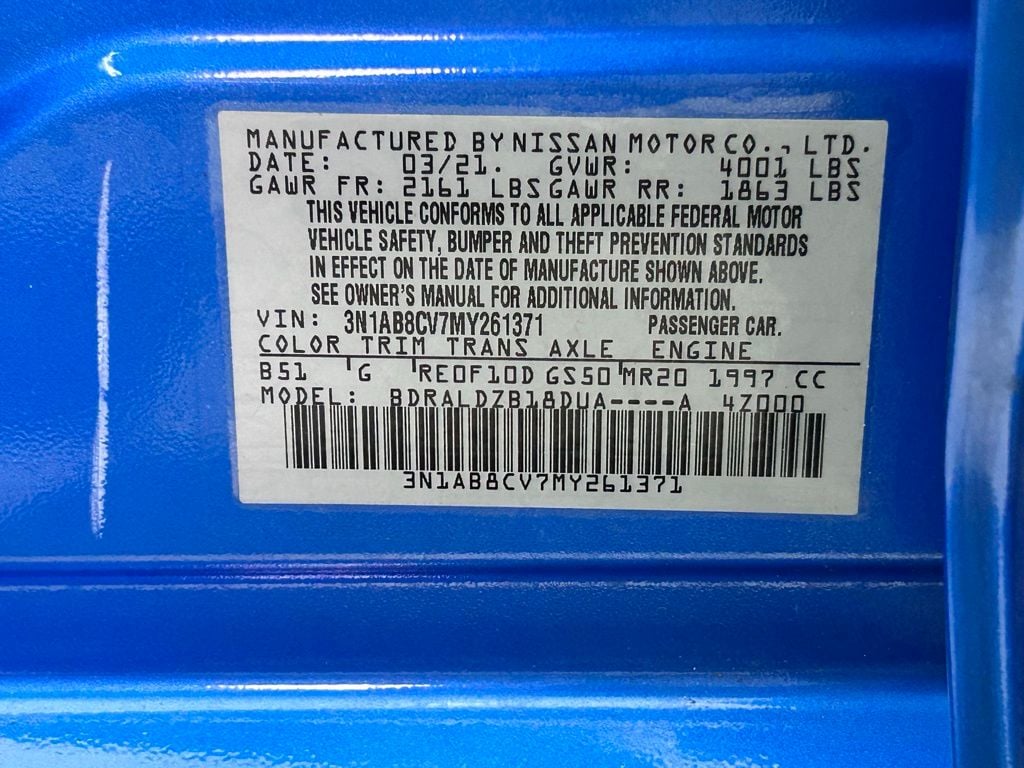 MANUFACTURED BY NISSAN MOTOR CO., LTD.
DATE: 03/21. GVWR: 4001 LBS
GAWR FR: 2161 LBS GAWR RR: 1863 LBS
THIS VEHICLE CONFORMS TO ALL APPLICABLE FEDERAL MOTOR
VEHICLE SAFETY, BUMPER AND THEFT PREVENTION STANDARDS
IN EFFECT ON THE DATE OF MANUFACTURE SHOWN ABOVE.
SEE OWNER'S MANUAL FOR ADDITIONAL INFORMATION.
VIN: 3N1AB8CV7MY261371 PASSENGER CAR.
COLOR TRIM TRANS AXLE ENGINE
B51 'G 'RE0F10D GS50'MR20 1997 CC
MODEL: BDRALDZB18DUA----A 4Z000
3N1AB8CV7MY261371